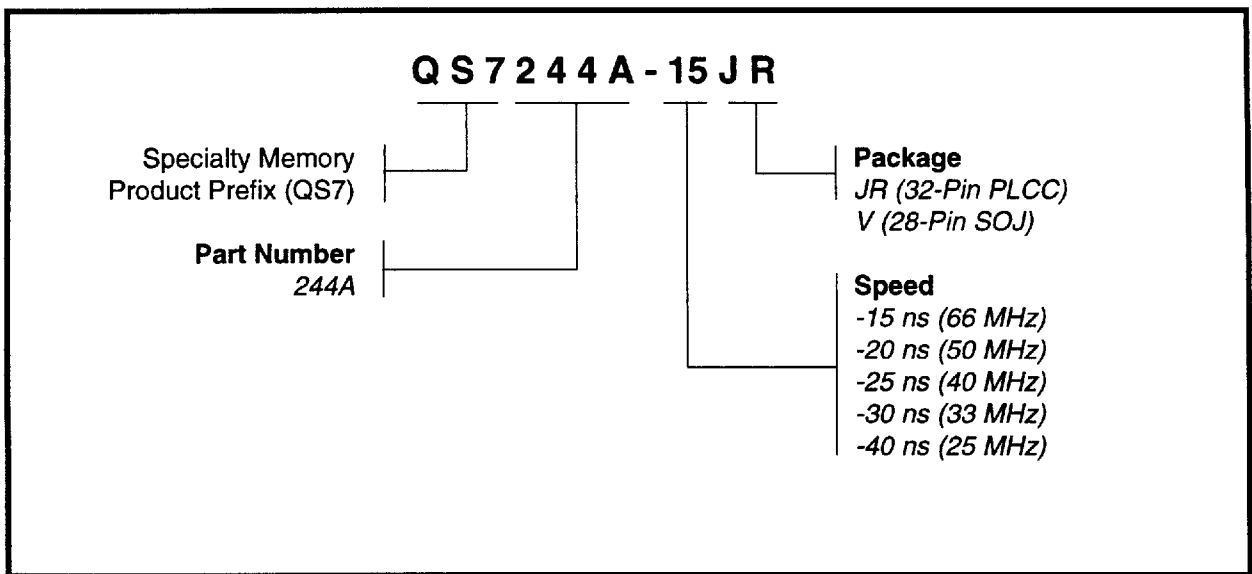 QS7244A-15JR
Specialty Memory
Product Prefix (QS7)
Part Number
244A
Package
JR (32-Pin PLCC)
V (28-Pin SOJ)
Speed
-15 ns (66 MHz)
-20 ns (50 MHz)
-25 ns (40 MHz)
-30 ns (33 MHz)
-40 ns (25 MHz)